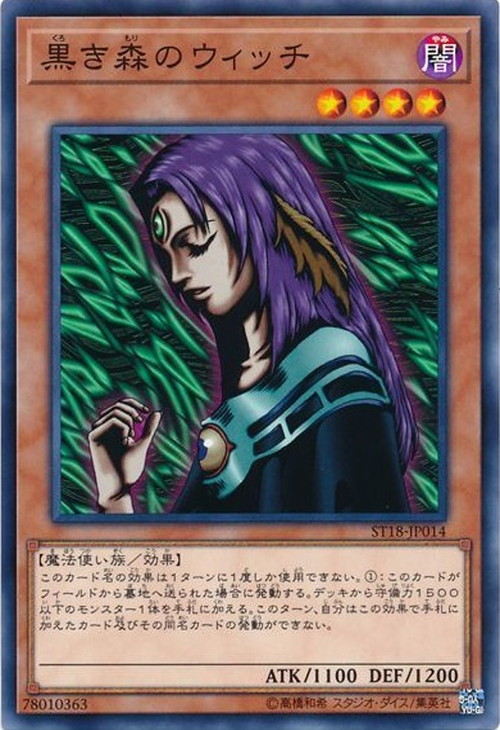 黒き森のウィッチ
闇
ST18-JP014
【魔法使い族/効果】
このカード名の効果は1ターンに1度しか使用できない。①:このカードが
フィールドから墓地へ送られた場合に発動する。デッキから守備力1500
以下のモンスター1体を手札に加える。このターン、自分はこの効果で手札に
加えたカード及びその同名カードの発動ができない。
ATK/1100 DEF/1200
78010363
©高橋和希 スタジオ・ダイス/集英社